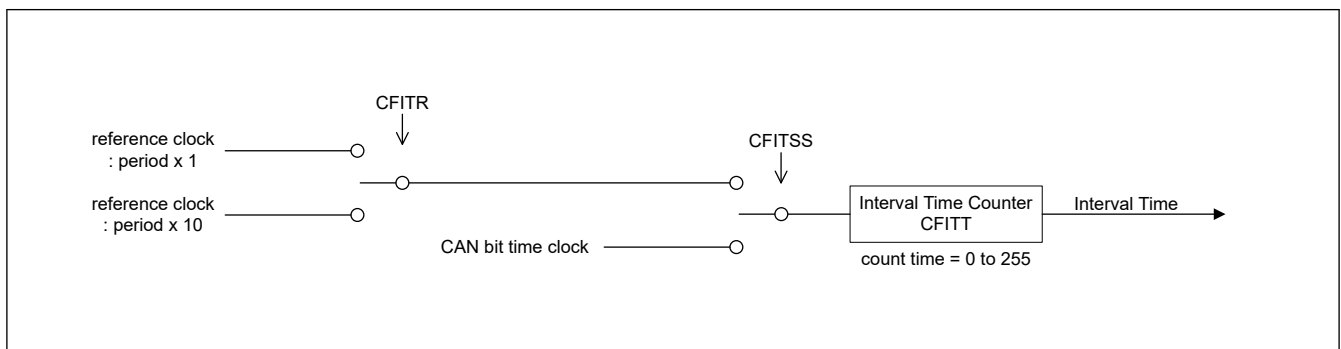 CFITR
reference clock
: period x 1
CFITSS
reference clock
: period x 10
Interval Time Counter
CFITT
Interval Time
CAN bit time clock
count time = 0 to 255